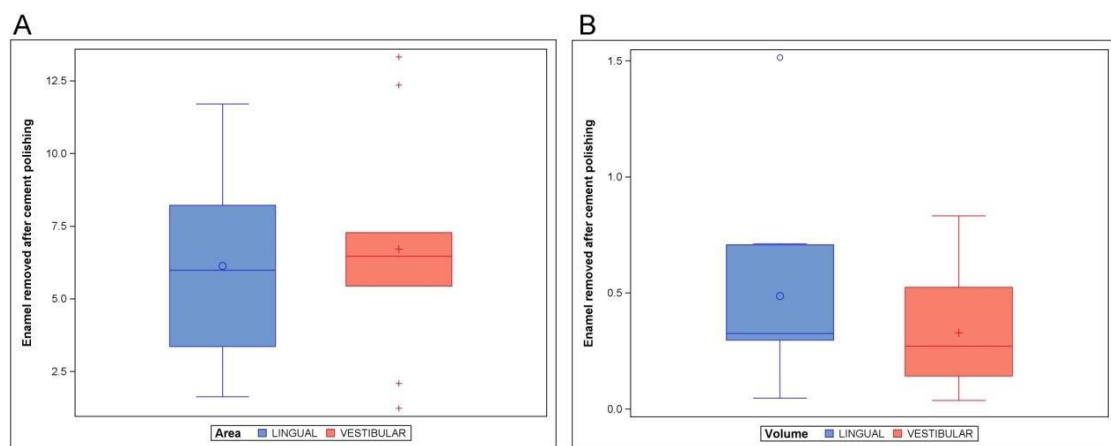 A
Enamel removed after cement polishing
12.5
10.0
7.5
5.0
2.5
Area LINGUAL VESTIBULAR
B
Enamel removed after cement polishing
1.5
1.0
0.5
0.0
Volume LINGUAL VESTIBULAR